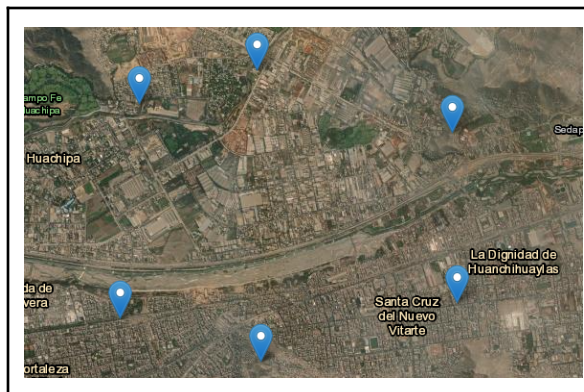 ampo Fe
uachipa
Sedap
Huachipa
La Dignidad de
Huanchihuaylas
da de
vera
Santa Cruz
del Nuevo
Vitarte
ortaleza